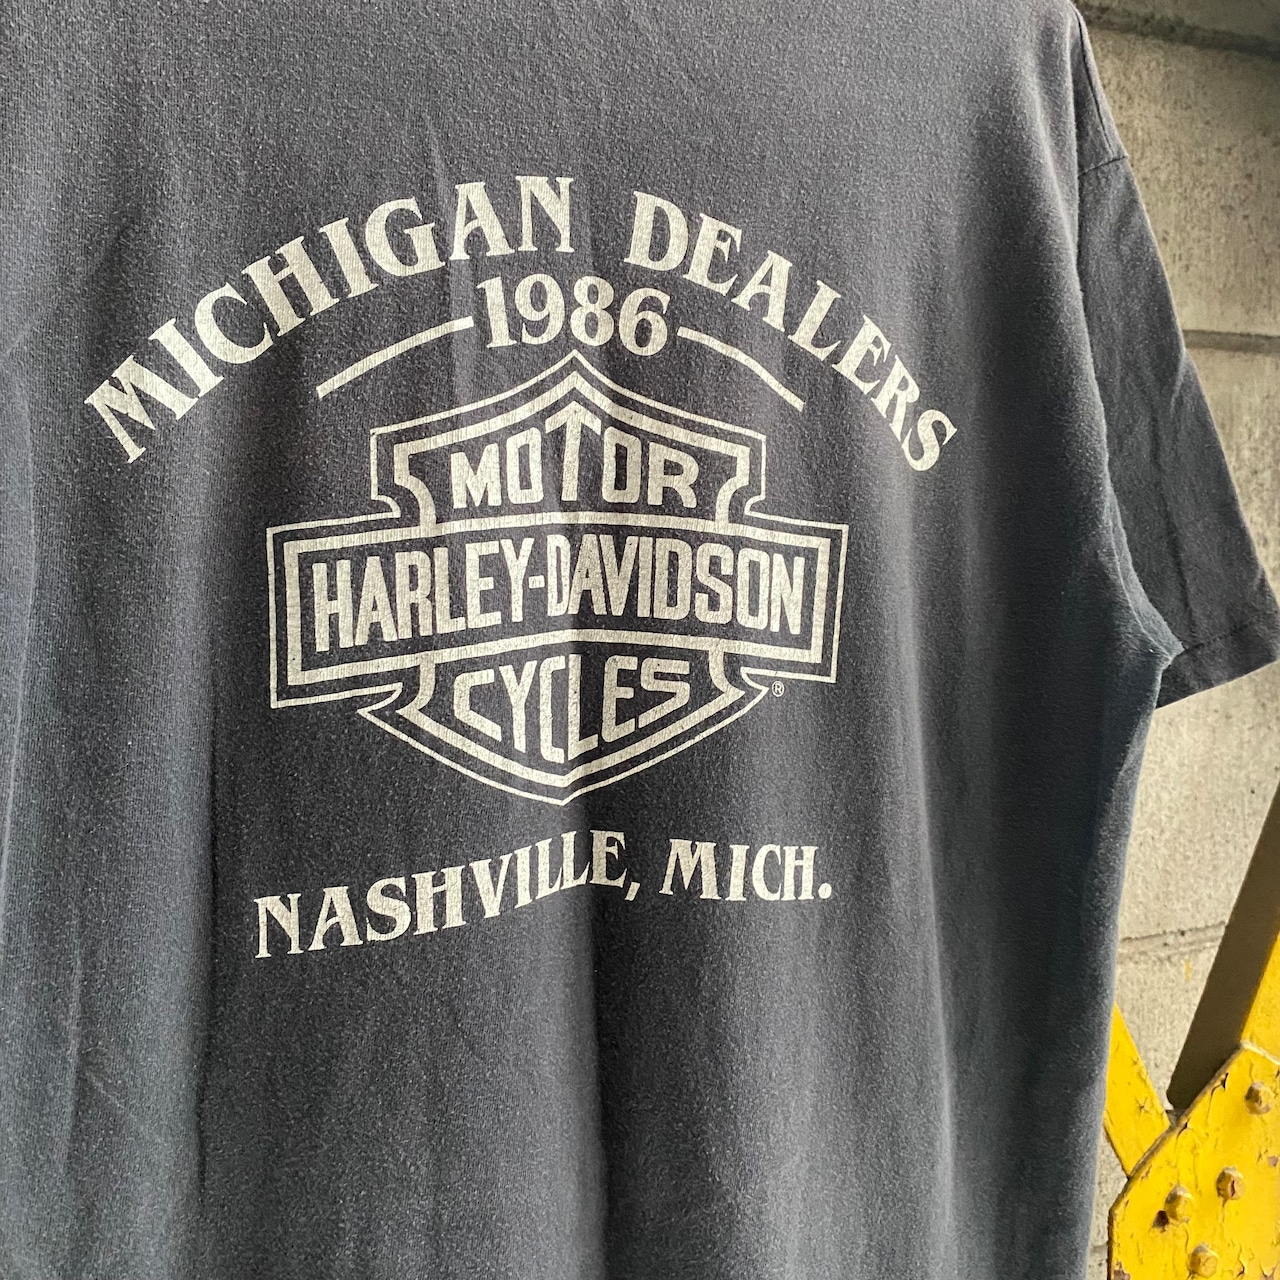 MICHIGAN DEALERS
1986
MOTOR
HARLEY-DAVIDSON
CYCLES
®
NASHVILLE, MICH.